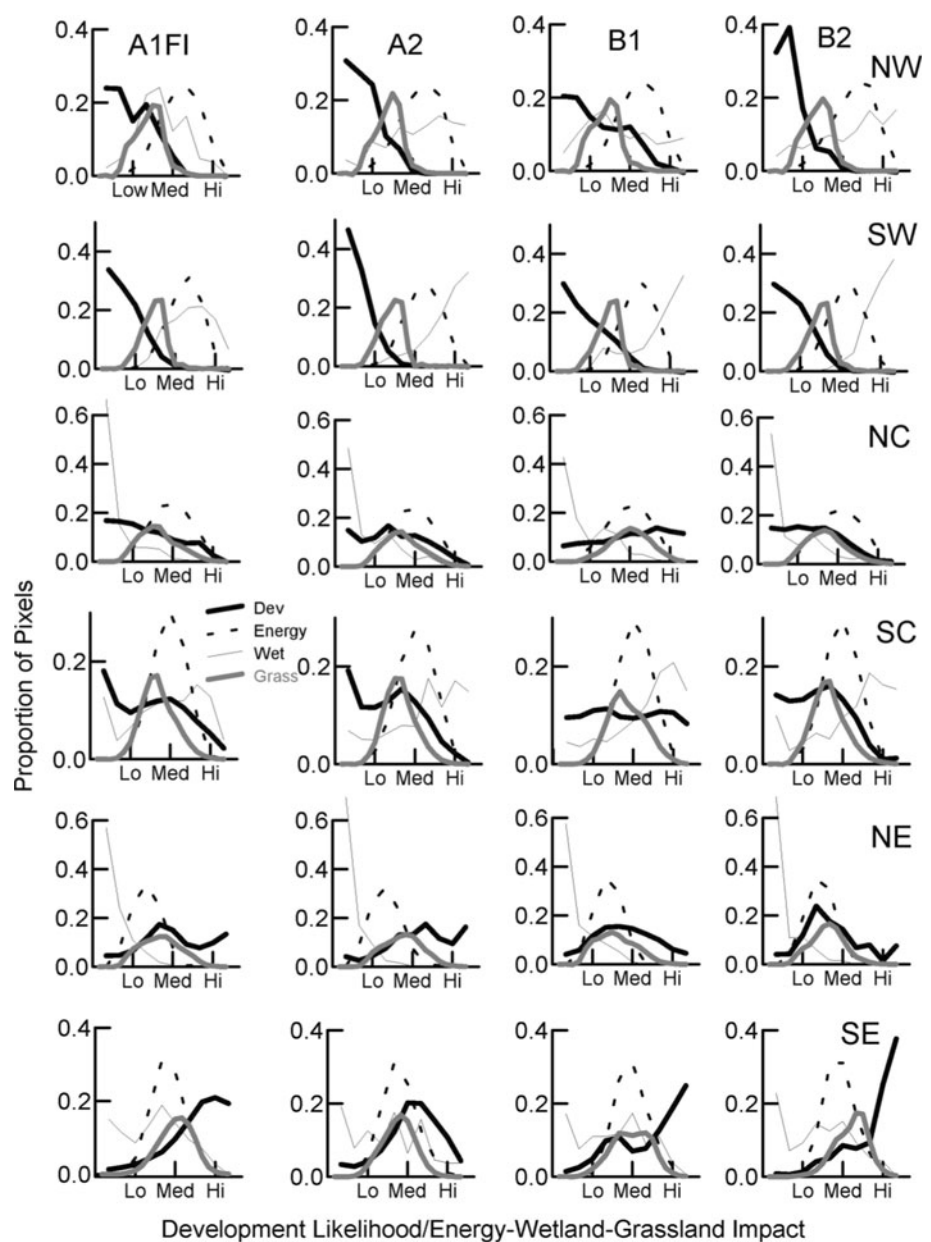 A1FI A2 B1 B2
NW
0.4 0.4 0.4 0.4
0.2 0.2 0.2 0.2
0.0 0.0 0.0 0.0
Low Med Hi Lo Med Hi Lo Med Hi Lo Med Hi
SW
0.4 0.4 0.4 0.4
0.2 0.2 0.2 0.2
0.0 0.0 0.0 0.0
Lo Med Hi Lo Med Hi Lo Med Hi Lo Med Hi
0.6 0.6 0.6 0.6
NC
0.4 0.4 0.4 0.4
0.2 0.2 0.2 0.2
0.0 0.0 0.0 0.0
Lo Med Hi Lo Med Hi Lo Med Hi Lo Med Hi
Proportion of Pixels
Dev
Energy
Wet
Grass
SC
0.2 0.2 0.2 0.2
0.0 0.0 0.0 0.0
Lo Med Hi Lo Med Hi Lo Med Hi Lo Med Hi
0.6 0.6 0.6 0.6
NE
0.4 0.4 0.4 0.4
0.2 0.2 0.2 0.2
0.0 0.0 0.0 0.0
Lo Med Hi Lo Med Hi Lo Med Hi Lo Med Hi
0.4 0.4 0.4 0.4
SE
0.2 0.2 0.2 0.2
0.0 0.0 0.0 0.0
Lo Med Hi Lo Med Hi Lo Med Hi Lo Med Hi
Development Likelihood/Energy-Wetland-Grassland Impact